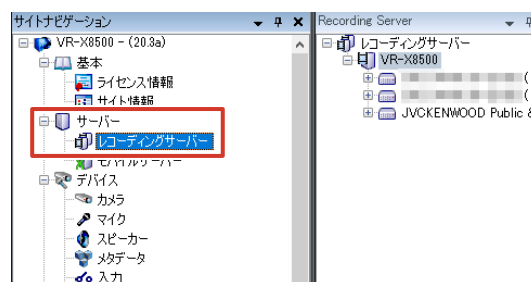 サイトナビゲーション
VR-X8500 - (20.3a)
基本
ライセンス情報
サイト情報
サーバー
レコーディングサーバー
モバイルサーバー
デバイス
カメラ
マイク
スピーカー
メタデータ
入力
Recording Server
レコーディングサーバー
VR-X8500
(
(
JVCKENWOOD Public &